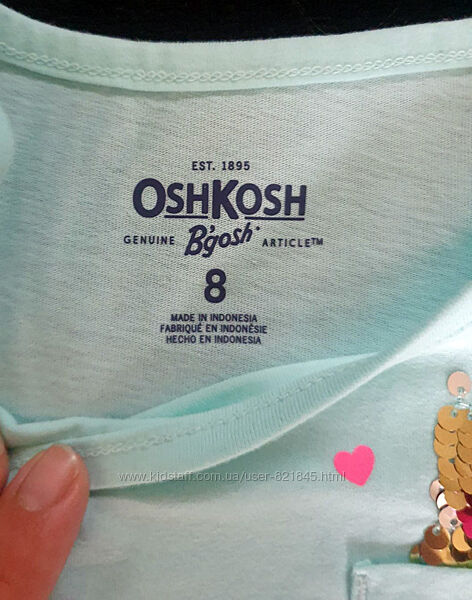 EST. 1895
OSHKOSH
GENUINE B'gosh ARTICLE™
8
MADE IN INDONESIA
FABRIQUÉ EN INDONÉSIE
HECHO EN INDONESIA
www.kidstaff.com.ua/user-821845.html